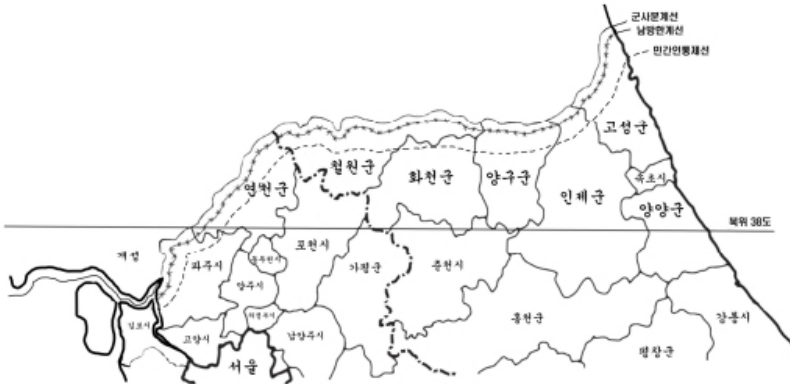 군사분계선
남방한계선
민간인통제선
고성군
철원군
화천군
양구군
연천군
인제군
속초시
양양군
북위 38도
개성
파주시
동두천시
포천시
가평군
춘천시
양주시
의정부시
김포시
고양시
남양주시
홍천군
강릉시
서울
평창군